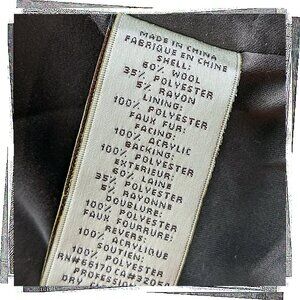 MADE IN CHINA
FABRIQUE EN CHINE
SHELL:
60% WOOL
35% POLYESTER
5% RAYON
LINING:
100% POLYESTER
FAUX FUR:
FACING:
100% ACRYLIC
BACKING:
100% POLYESTER
EXTERIEUR:
60% LAINE
35% POLYESTER
5% RAYONNE
DOUBLURE:
100% POLYESTER
FAUX FOURRURE:
REVERS:
100% ACRYLIQUE
SOUTIEN:
100% POLYESTER
PROFESSIONAL
DRY